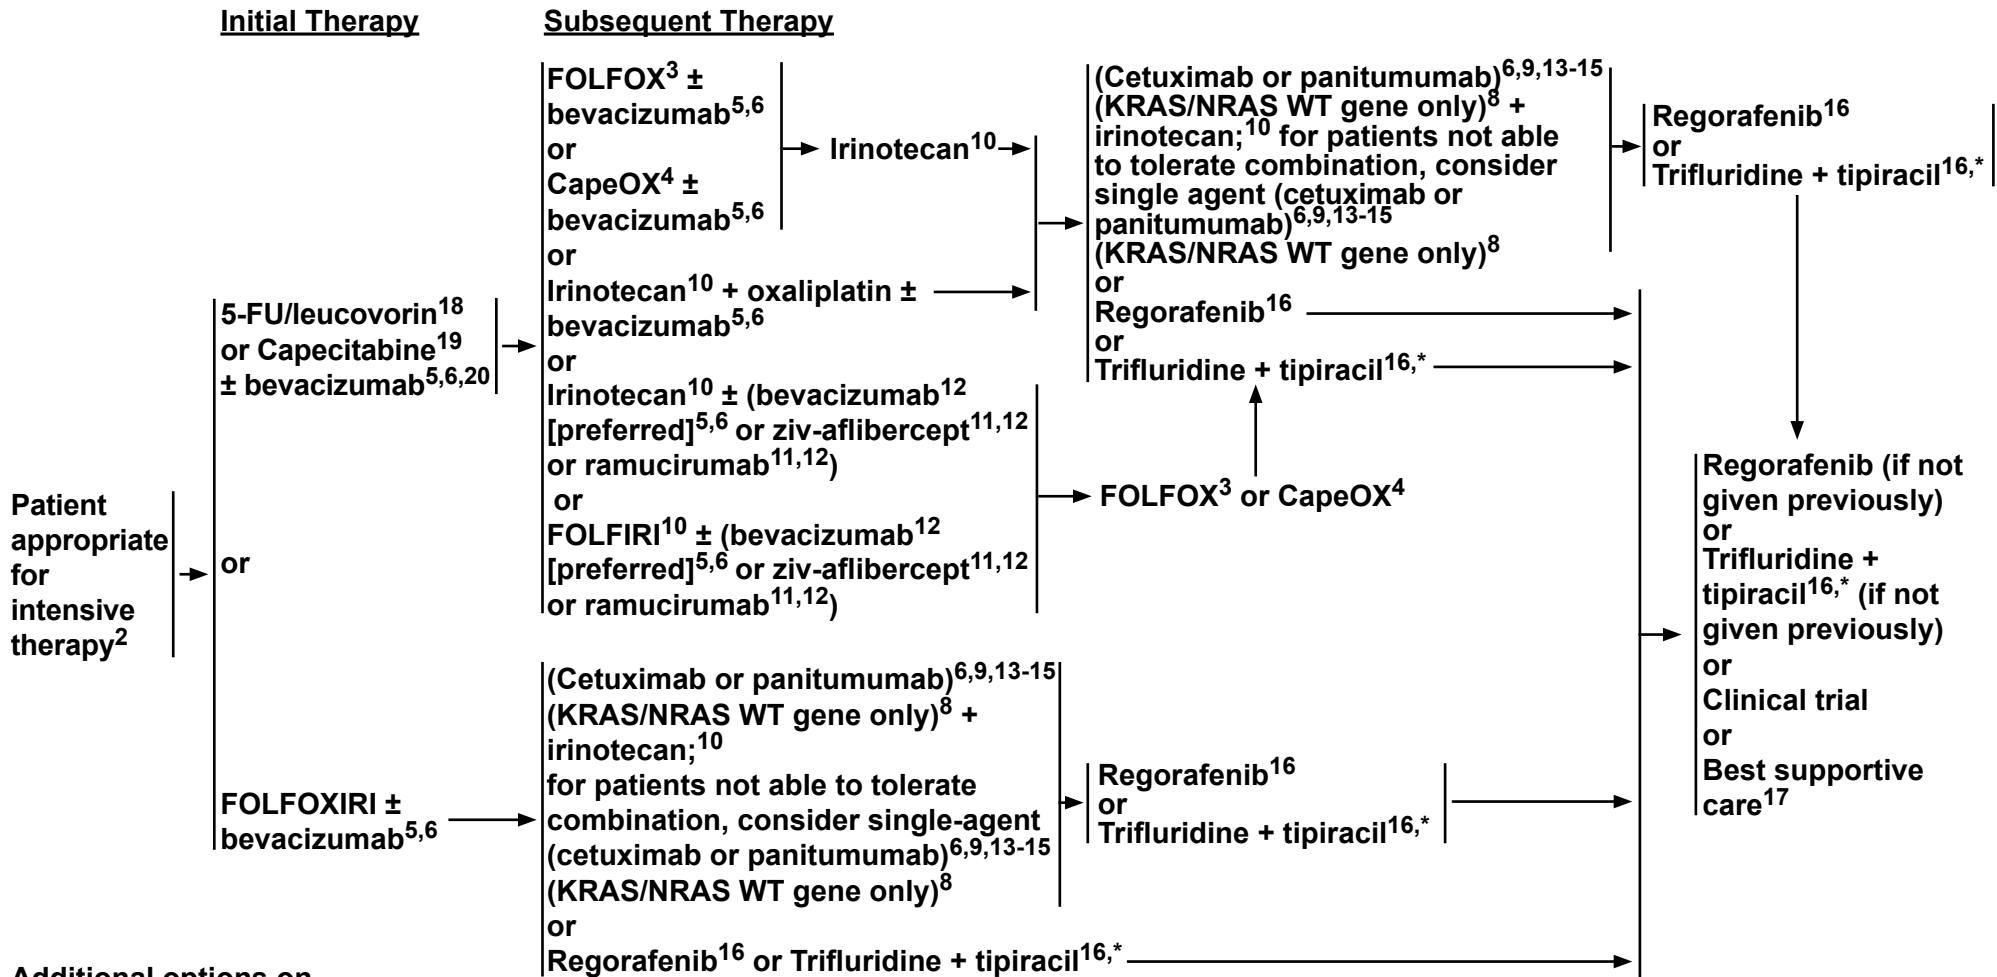 Initial Therapy
Subsequent Therapy
Patient
appropriate
for
intensive
therapy2
5-FU/leucovorin18
or Capecitabine19
± bevacizumab5,6,20
or
FOLFOXIRI ±
bevacizumab5,6
FOLFOX3 ±
bevacizumab5,6
or
CapeOX4 ±
bevacizumab5,6
or
Irinotecan10 + oxaliplatin ±
bevacizumab5,6
or
Irinotecan10 ± (bevacizumab12
[preferred]5,6 or ziv-aflibercept11,12
or ramucirumab11,12)
or
FOLFIRI10 ± (bevacizumab12
[preferred]5,6 or ziv-aflibercept11,12
or ramucirumab11,12)
Irinotecan10
(Cetuximab or panitumumab)6,9,13-15
(KRAS/NRAS WT gene only)8 +
irinotecan;10 for patients not able
to tolerate combination, consider
single agent (cetuximab or
panitumumab)6,9,13-15
(KRAS/NRAS WT gene only)8
or
Regorafenib16
or
Trifluridine + tipiracil16,*
FOLFOX3 or CapeOX4
Regorafenib16
or
Trifluridine + tipiracil16,*
(Cetuximab or panitumumab)6,9,13-15
(KRAS/NRAS WT gene only)8 +
irinotecan;10
for patients not able to tolerate
combination, consider single-agent
(cetuximab or panitumumab)6,9,13-15
(KRAS/NRAS WT gene only)8
or
Regorafenib16 or Trifluridine + tipiracil16,*
Regorafenib16
or
Trifluridine + tipiracil16,*
Regorafenib (if not
given previously)
or
Trifluridine +
tipiracil16,* (if not
given previously)
or
Clinical trial
or
Best supportive
care17
Additional options on